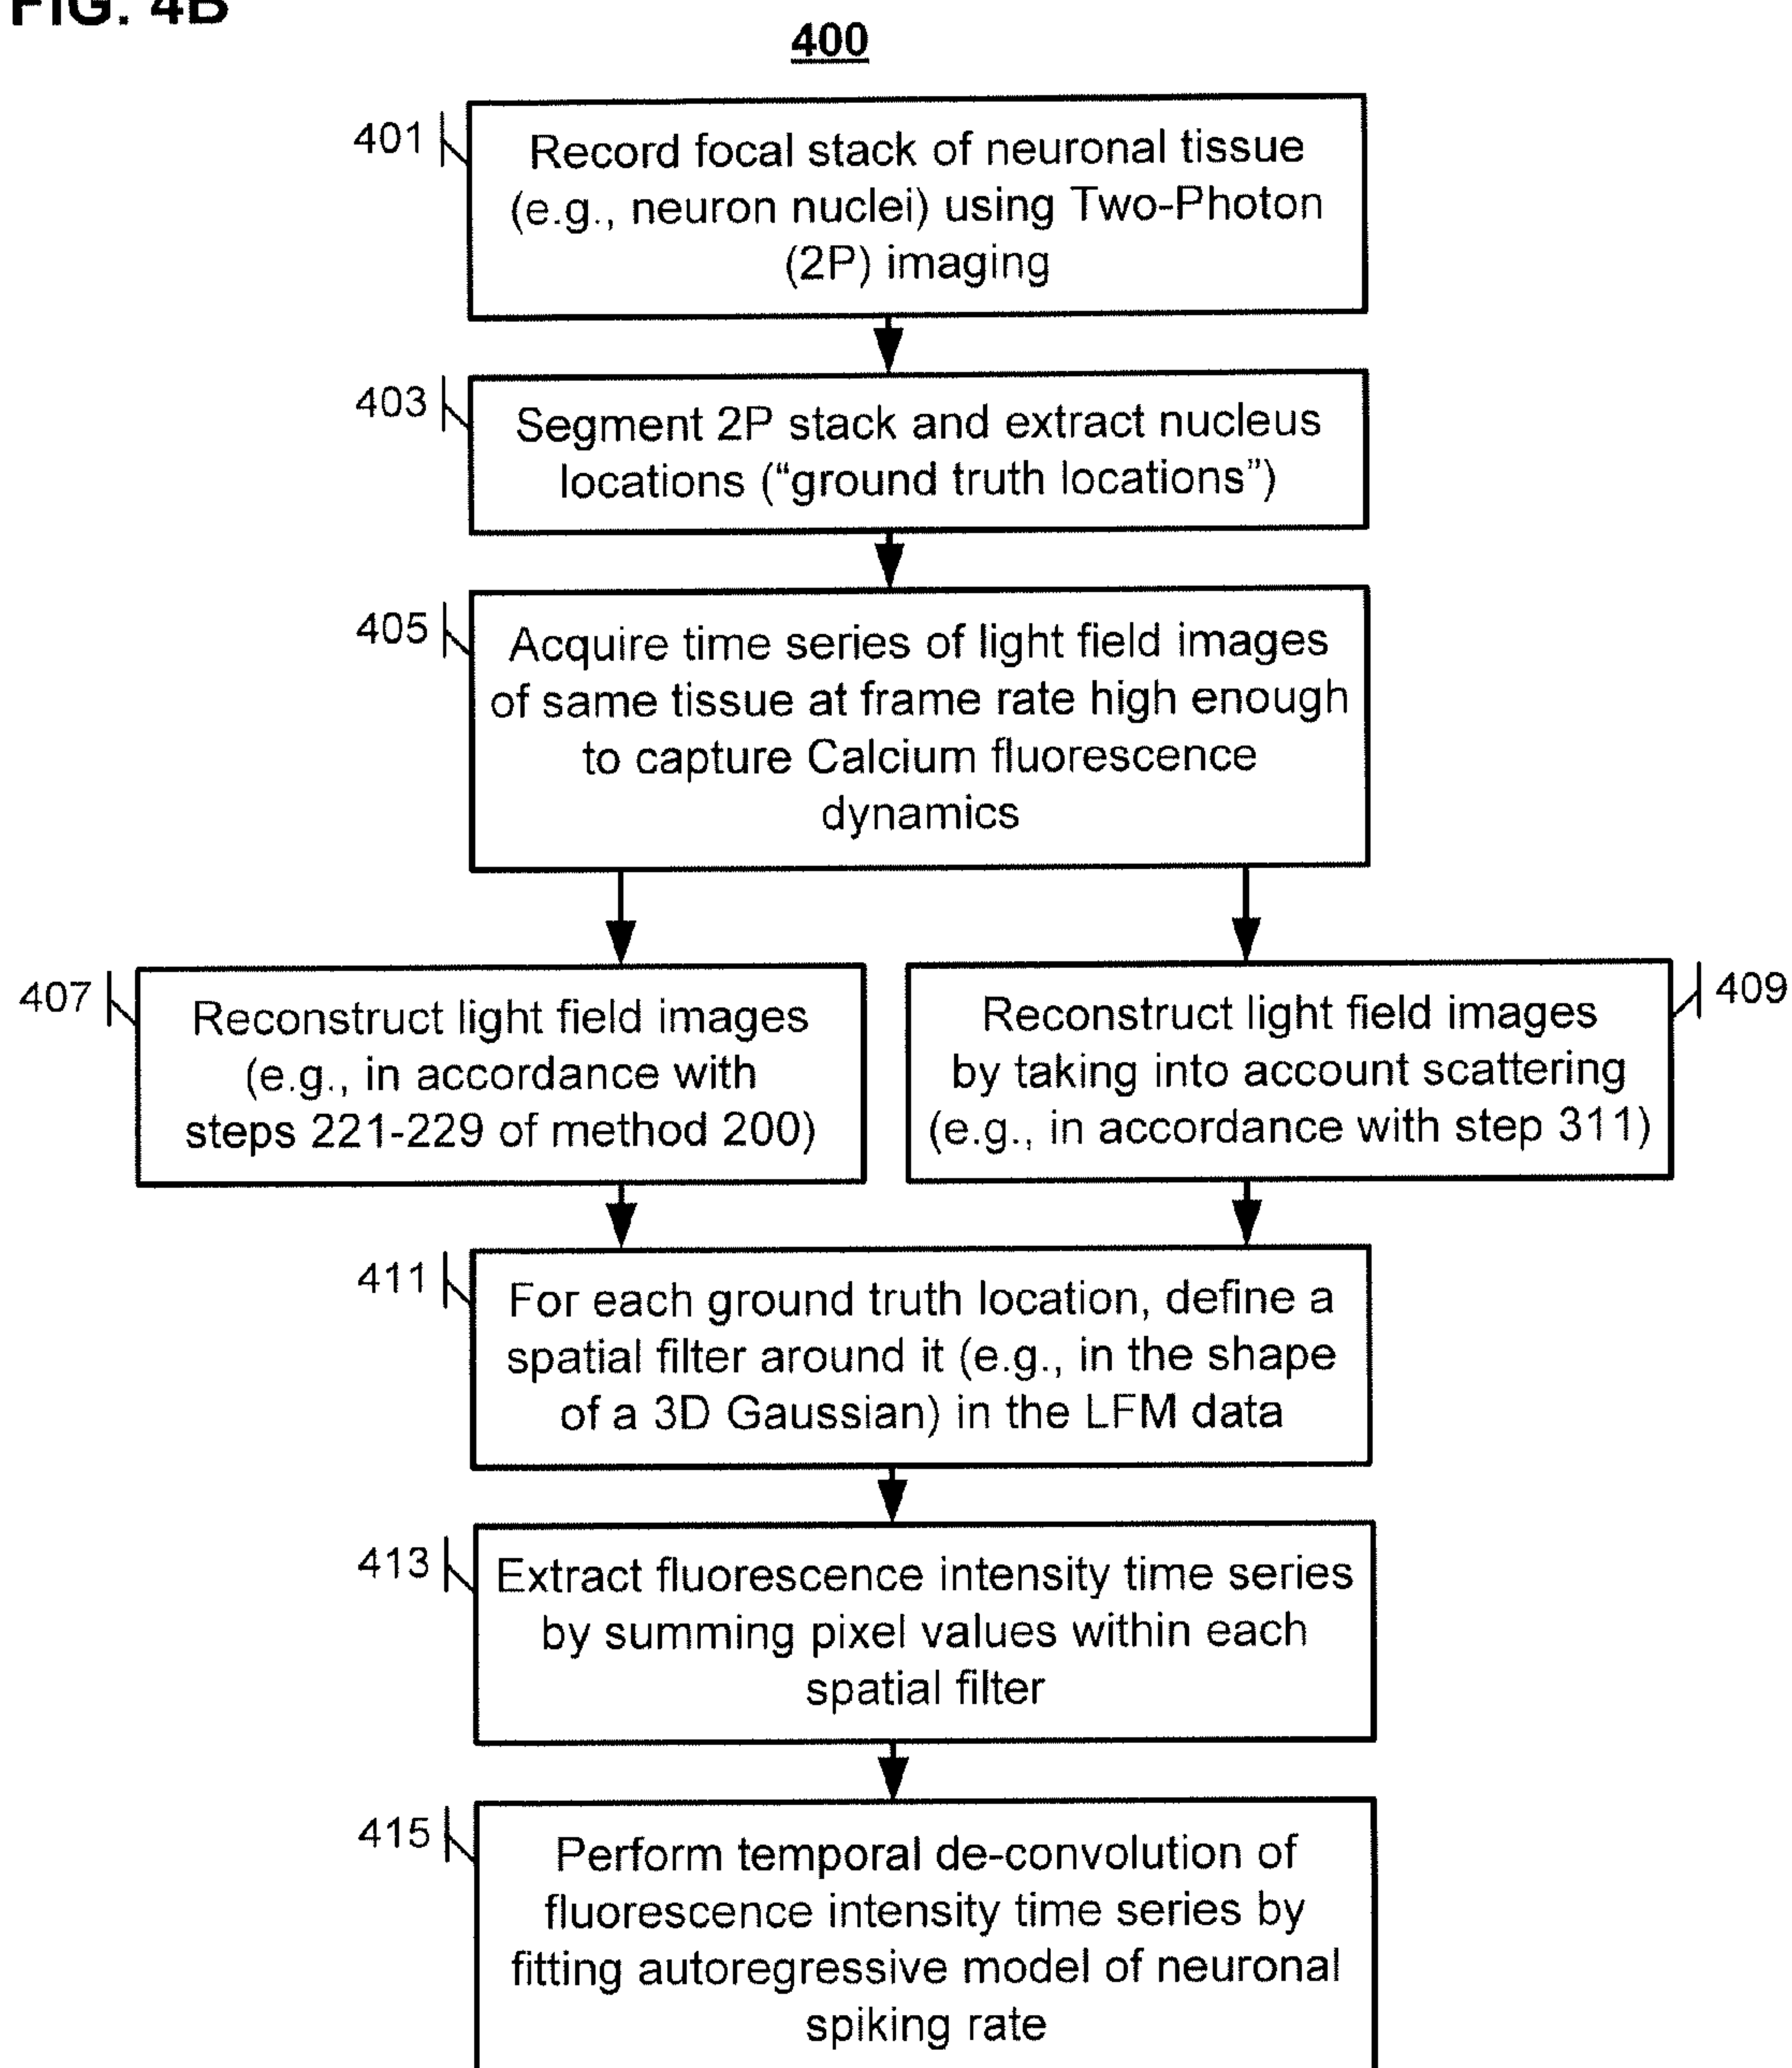 FIG. 4B
400
401
Record focal stack of neuronal tissue
(e.g., neuron nuclei) using Two-Photon
(2P) imaging
403
Segment 2P stack and extract nucleus
locations (“ground truth locations”)
405
Acquire time series of light field images
of same tissue at frame rate high enough
to capture Calcium fluorescence
dynamics
407
Reconstruct light field images
(e.g., in accordance with
steps 221-229 of method 200)
409
Reconstruct light field images
by taking into account scattering
(e.g., in accordance with step 311)
411
For each ground truth location, define a
spatial filter around it (e.g., in the shape
of a 3D Gaussian) in the LFM data
413
Extract fluorescence intensity time series
by summing pixel values within each
spatial filter
415
Perform temporal de-convolution of
fluorescence intensity time series by
fitting autoregressive model of neuronal
spiking rate